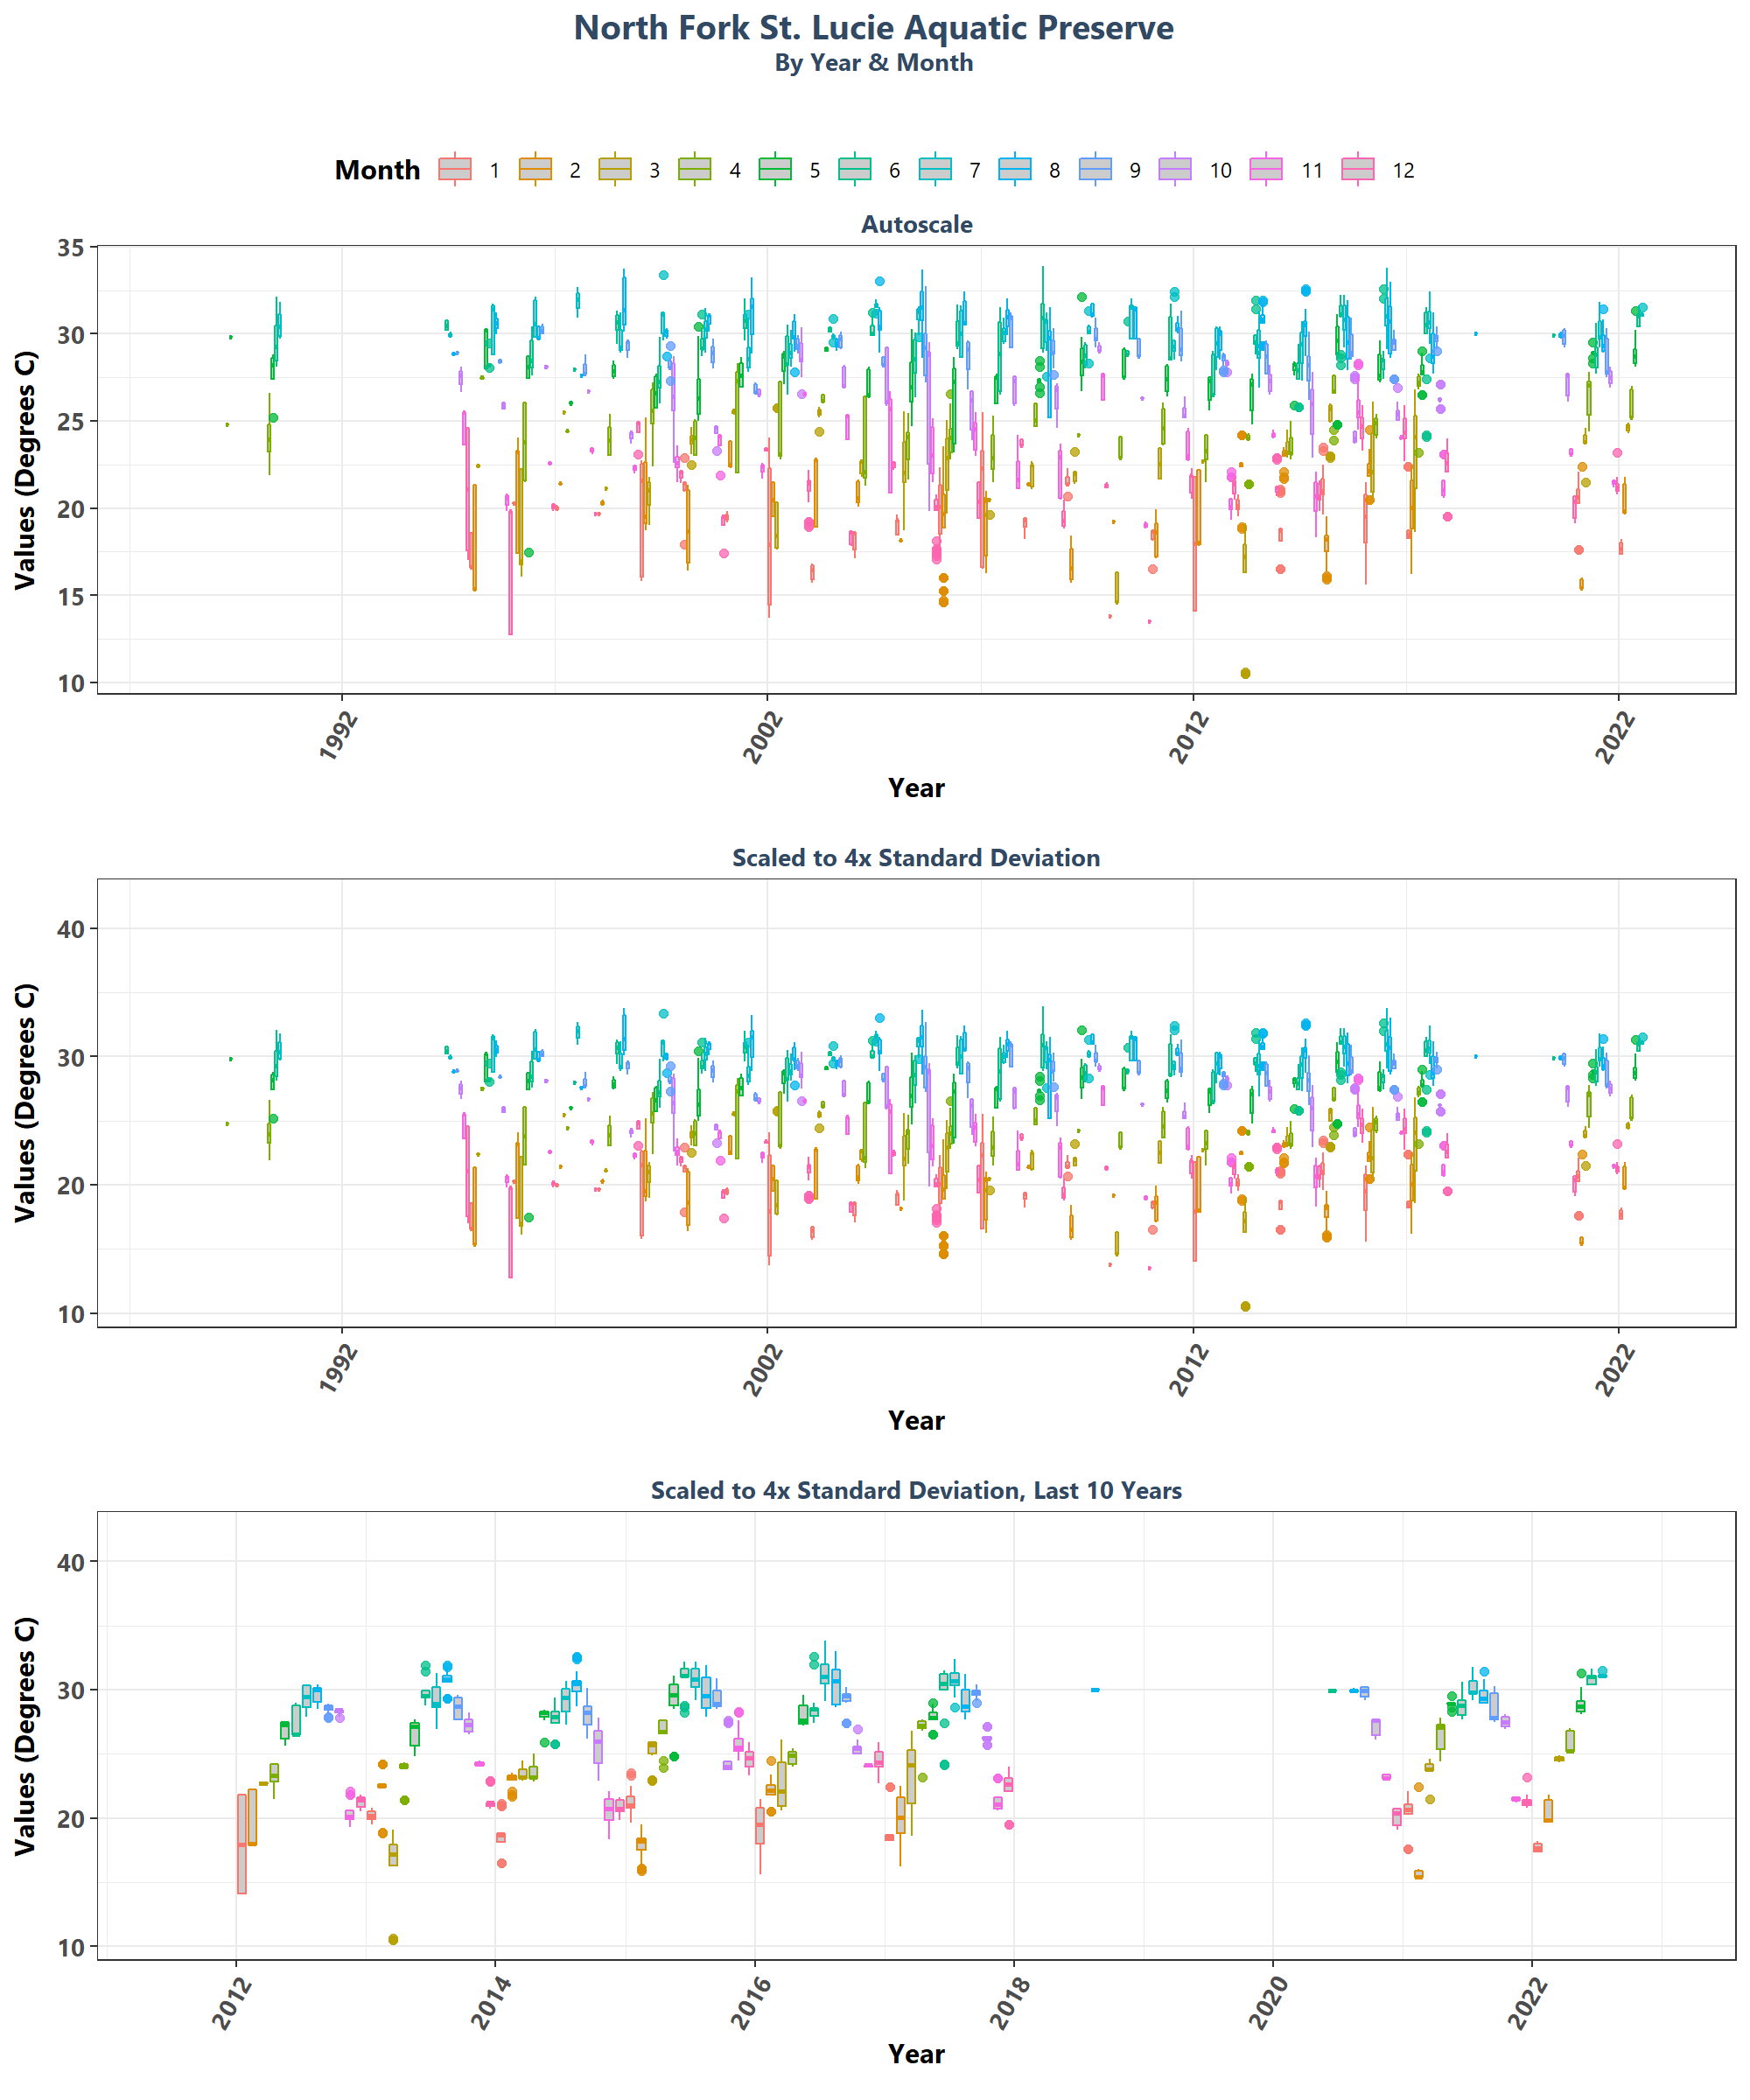 North Fork St. Lucie Aquatic Preserve
By Year & Month
Month 1 2 3 4 5 6 7 8 9 10 11 12
Autoscale
Values (Degrees C)
35
30
25
20
15
10
1992 2002 2012 2022
Year
Scaled to 4x Standard Deviation
Values (Degrees C)
40
30
20
10
1992 2002 2012 2022
Year
Scaled to 4x Standard Deviation, Last 10 Years
Values (Degrees C)
40
30
20
10
2012 2014 2016 2018 2020 2022
Year